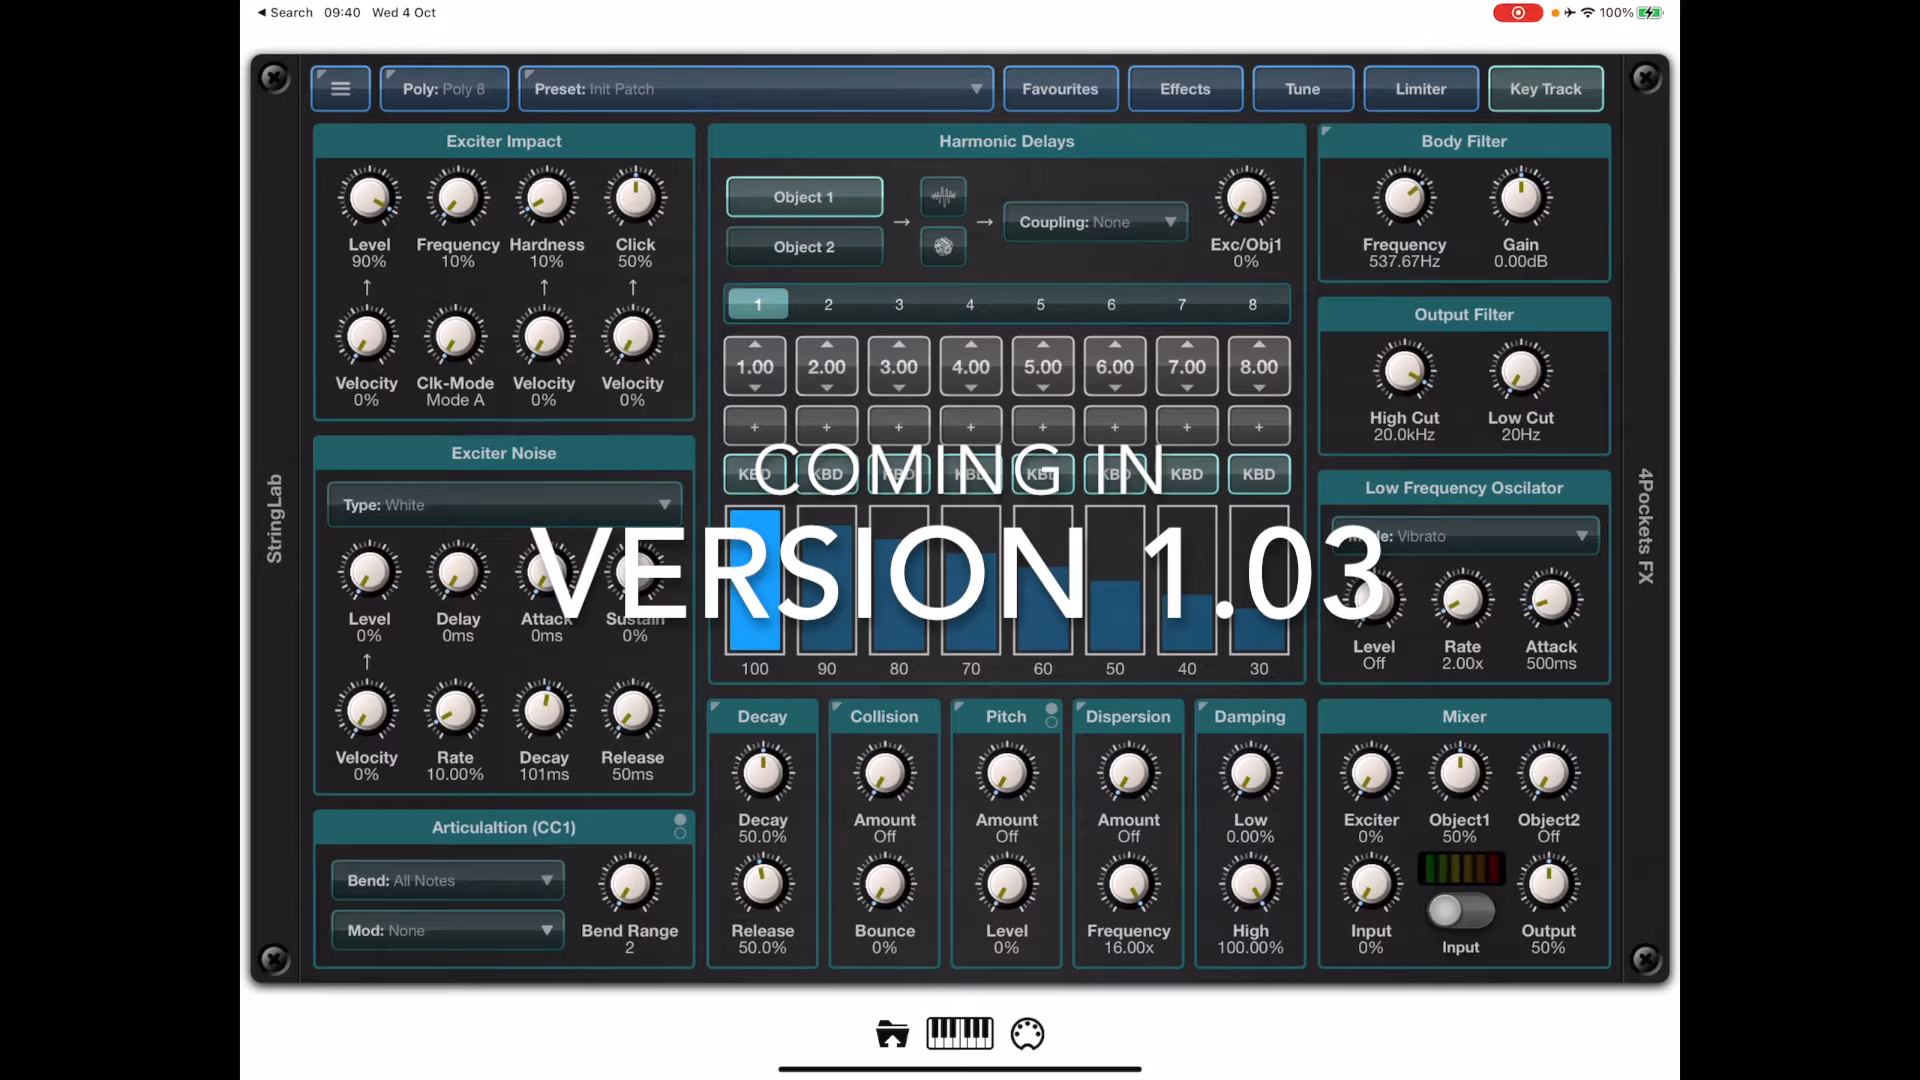 Search 09:40 Wed 4 Oct
100%
Poly: Poly 8
Preset: Init Patch
Favourites
Effects
Tune
Limiter
Key Track
StringLab
4Pockets FX
Exciter Impact
Level Frequency Hardness Click
90% 10% 10% 50%
Velocity Clk-Mode Velocity Velocity
0% Mode A 0% 0%
Exciter Noise
Type: White
Level Delay Attack Sustain
0% 0ms 0ms 0%
Velocity Rate Decay Release
0% 10.00% 101ms 50ms
Articualtion (CC1)
Bend: All Notes
Mod: None
Bend Range
2
Harmonic Delays
Object 1
Object 2
Coupling: None
Exc/Obj1
0%
1 2 3 4 5 6 7 8
1.00 2.00 3.00 4.00 5.00 6.00 7.00 8.00
+ + + + + + + +
KBD KBD KBD KBD KBD KBD KBD KBD
COMING IN
VERSION 1.03
100 90 80 70 60 50 40 30
Decay
Decay
50.0%
Release
50.0%
Collision
Amount
Off
Bounce
0%
Pitch
Amount
Off
Level
0%
Dispersion
Amount
Off
Frequency
16.00x
Damping
Low
0.00%
High
100.00%
Body Filter
Frequency Gain
537.67Hz 0.00dB
Output Filter
High Cut Low Cut
20.0kHz 20Hz
Low Frequency Oscilator
Mode: Vibrato
Level Rate Attack
Off 2.00x 500ms
Mixer
Exciter Object1 Object2
0% 50% Off
Input Output
0% 50%
Input